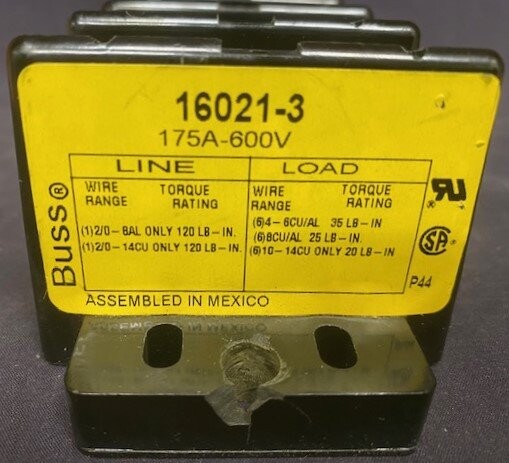 16021-3
175A-600V
LINE
LOAD
WIRE RANGE TORQUE RATING
(1)2/0-8AL ONLY 120 LB-IN.
(1)2/0-14CU ONLY 120 LB-IN.
WIRE RANGE TORQUE RATING
(6)4-6CU/AL 35 LB-IN
(6)8CU/AL 25 LB-IN.
(6)10-14CU ONLY 20 LB-IN.
Buss®
RU
SA
P44
ASSEMBLED IN MEXICO